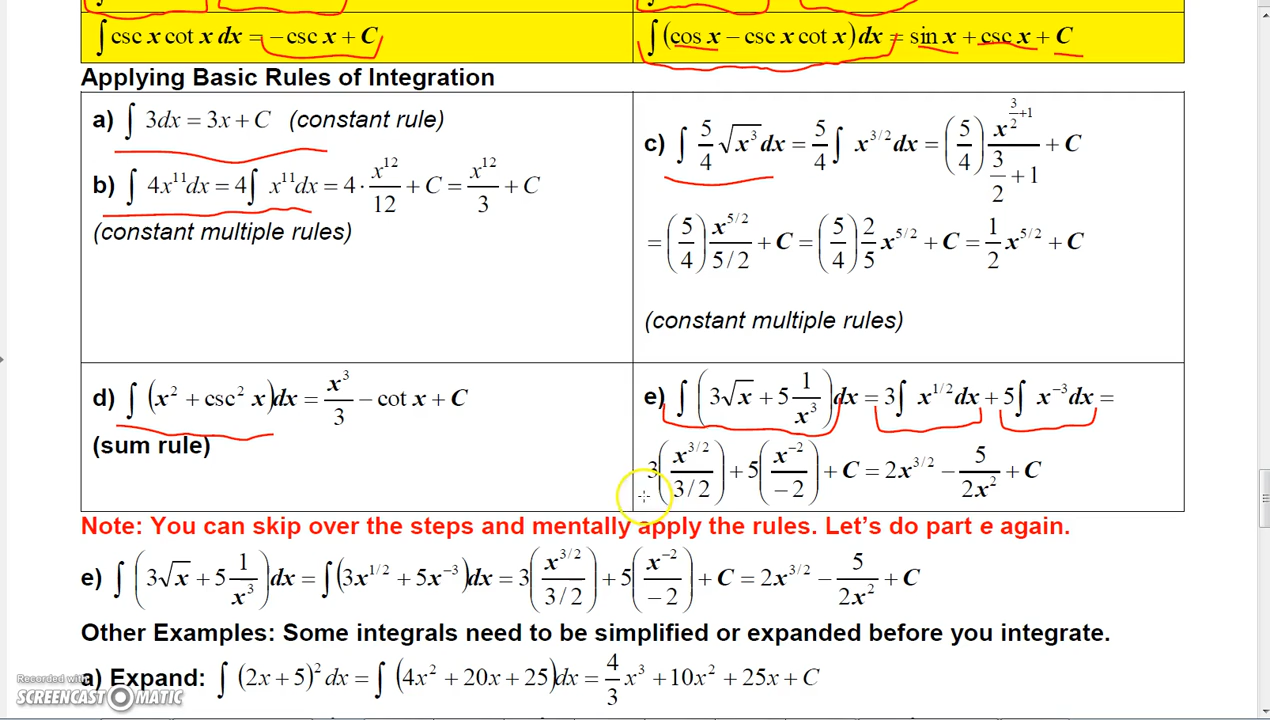 ∫ csc x cot x dx = −csc x + C
∫ (cos x − csc x cot x) dx = sin x + csc x + C
Applying Basic Rules of Integration
a) ∫ 3dx = 3x + C (constant rule)
b) ∫ 4x¹¹dx = 4∫ x¹¹dx = 4 · x¹²/12 + C = x¹²/3 + C
(constant multiple rules)
c) ∫ 5/4 √x³ dx = 5/4 ∫ x^(3/2) dx = (5/4) x^(3/2+1)/(3/2+1) + C
= (5/4) x^(5/2)/(5/2) + C = (5/4) 2/5 x^(5/2) + C = 1/2 x^(5/2) + C
(constant multiple rules)
d) ∫ (x² + csc² x)dx = x³/3 − cot x + C
(sum rule)
e) ∫ (3√x + 5 1/x³)dx = 3∫ x^(1/2) dx + 5∫ x^(−3) dx =
3(x^(3/2)/(3/2)) + 5(x^(−2)/(−2)) + C = 2x^(3/2) − 5/(2x²) + C
Note: You can skip over the steps and mentally apply the rules. Let's do part e again.
e) ∫ (3√x + 5 1/x³)dx = ∫ (3x^(1/2) + 5x^(−3))dx = 3(x^(3/2)/(3/2)) + 5(x^(−2)/(−2)) + C = 2x^(3/2) − 5/(2x²) + C
Other Examples: Some integrals need to be simplified or expanded before you integrate.
a) Expand: ∫ (2x + 5)² dx = ∫ (4x² + 20x + 25)dx = 4/3 x³ + 10x² + 25x + C
Recorded with
SCREENCAST-O-MATIC